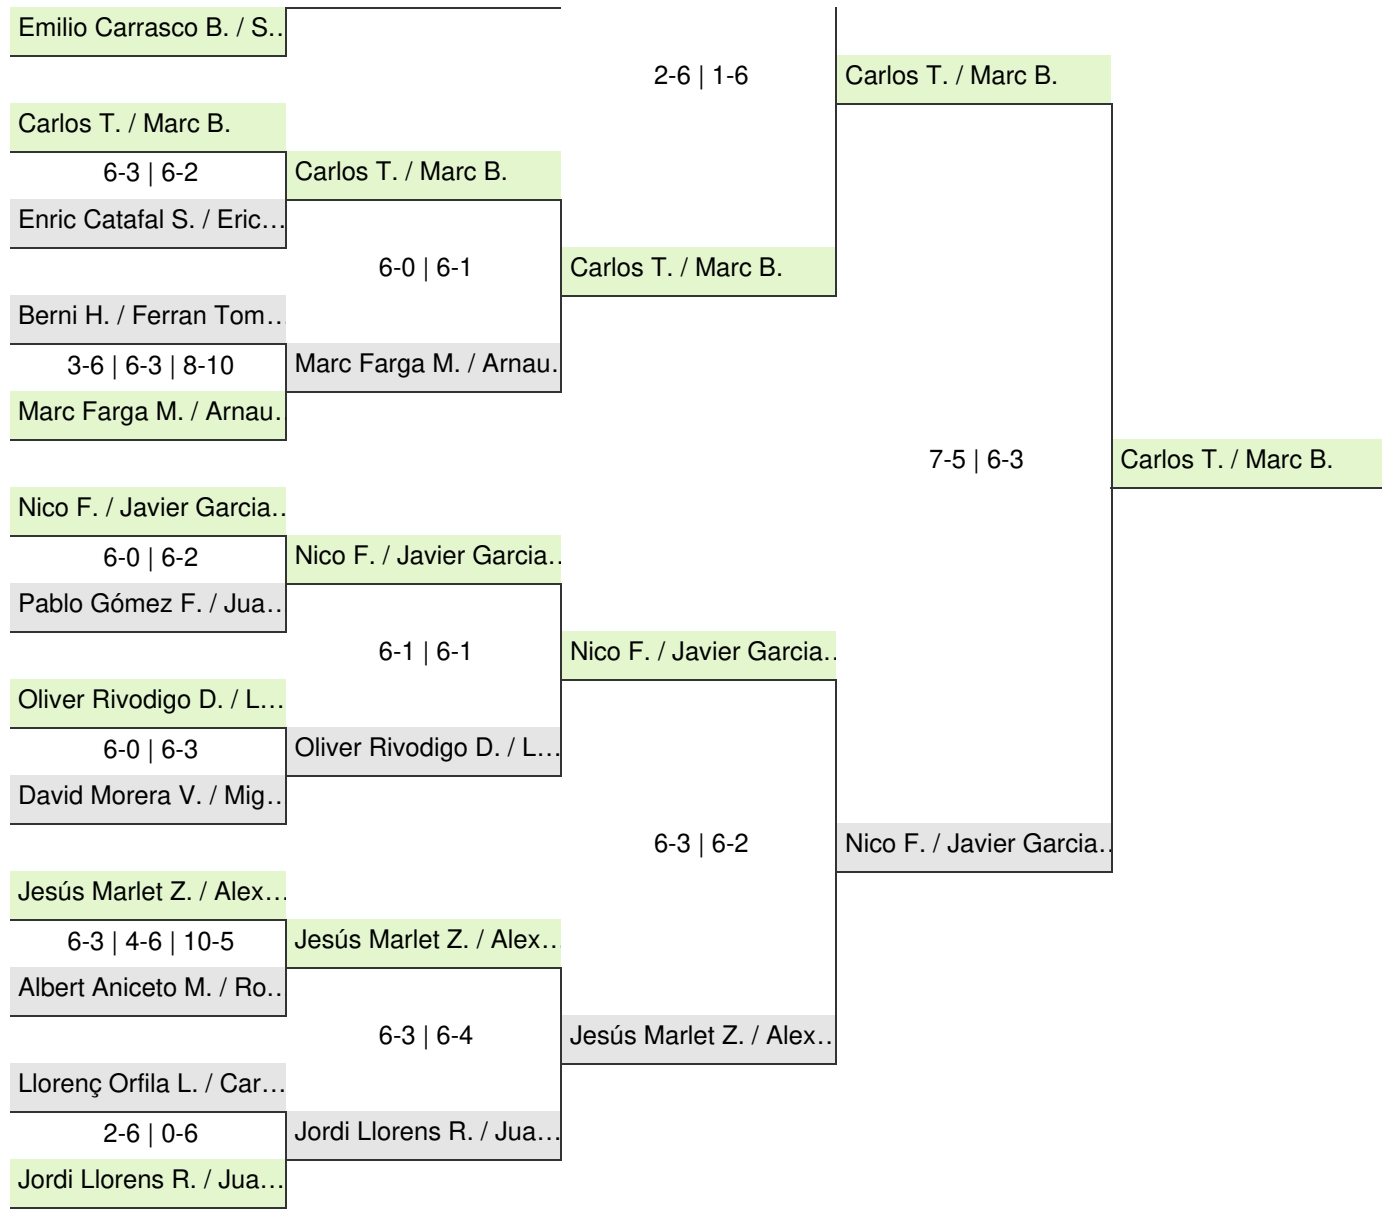 Emilio Carrasco B. / S..
2-6 | 1-6
Carlos T. / Marc B.
Carlos T. / Marc B.
6-3 | 6-2
Carlos T. / Marc B.
Enric Catafal S. / Eric...
6-0 | 6-1
Carlos T. / Marc B.
Berni H. / Ferran Tom..
3-6 | 6-3 | 8-10
Marc Farga M. / Arnau.
Marc Farga M. / Arnau.
7-5 | 6-3
Carlos T. / Marc B.
Nico F. / Javier Garcia..
6-0 | 6-2
Nico F. / Javier Garcia..
Pablo Gómez F. / Jua...
6-1 | 6-1
Nico F. / Javier Garcia..
Oliver Rivodigo D. / L...
6-0 | 6-3
Oliver Rivodigo D. / L...
David Morera V. / Mig..
6-3 | 6-2
Nico F. / Javier Garcia.
Jesús Marlet Z. / Alex...
6-3 | 4-6 | 10-5
Jesús Marlet Z. / Alex..
Albert Aniceto M. / Ro..
6-3 | 6-4
Jesús Marlet Z. / Alex..
Llorenç Orfila L. / Car...
2-6 | 0-6
Jordi Llorens R. / Jua...
Jordi Llorens R. / Jua...